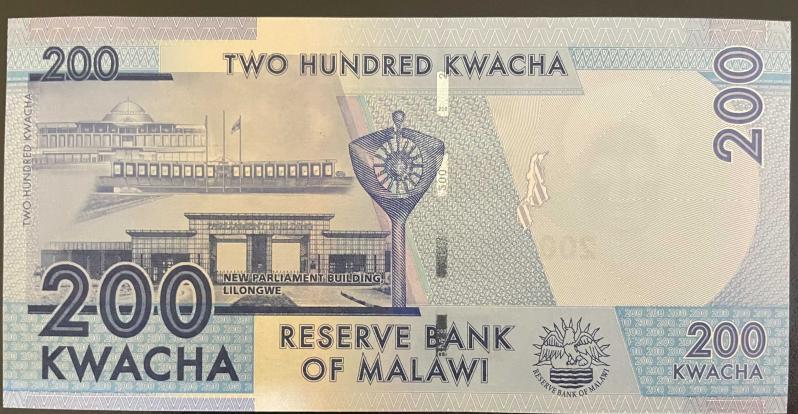 200
TWO HUNDRED KWACHA
200
TWO HUNDRED KWACHA
NEW PARLIAMENT BUILDING,
LILONGWE
200
KWACHA
RESERVE BANK
OF MALAWI
RESERVE BANK OF MALAWI
200
KWACHA